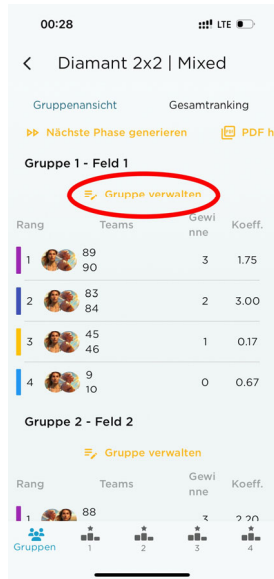 00:28 LTE
Diamant 2x2 | Mixed
Gruppenansicht Gesamtranking
Nächste Phase generieren PDF h
Gruppe 1 - Feld 1
Gruppe verwalten
Rang Teams Gewi
nne Koeff.
1 89
90 3 1.75
2 83
84 2 3.00
3 45
46 1 0.17
4 9
10 0 0.67
Gruppe 2 - Feld 2
Gruppe verwalten
Rang Teams Gewi
nne Koeff.
1 88 3 2.20
Gruppen 1 2 3 4